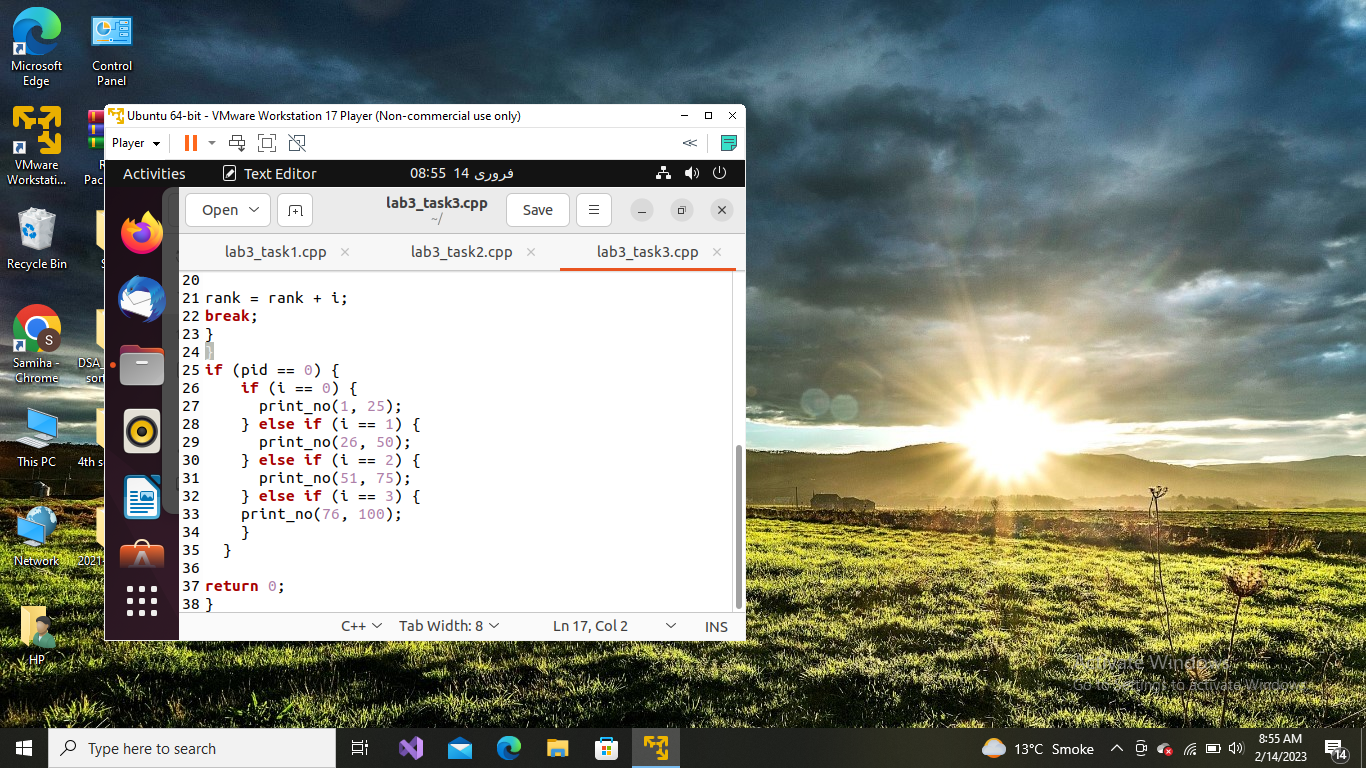 Microsoft
Edge
Control
Panel
VMware
Workstati...
R
Pac
Recycle Bin
S
Samiha -
Chrome
DSA_
sor
This PC
4th s
Network
2021
HP
Ubuntu 64-bit - VMware Workstation 17 Player (Non-commercial use only)
Player
Activities
Text Editor
08:55 14 فروری
Open
lab3_task3.cpp
~/
Save
lab3_task1.cpp
lab3_task2.cpp
lab3_task3.cpp
20
21 rank = rank + i;
22 break;
23 }
24 }
25 if (pid == 0) {
26 if (i == 0) {
27 print_no(1, 25);
28 } else if (i == 1) {
29 print_no(26, 50);
30 } else if (i == 2) {
31 print_no(51, 75);
32 } else if (i == 3) {
33 print_no(76, 100);
34 }
35 }
36
37 return 0;
38 }
C++
Tab Width: 8
Ln 17, Col 2
INS
Activate Windows
Go to Settings to Activate Windows.
Type here to search
13°C Smoke
8:55 AM
2/14/2023
14
S